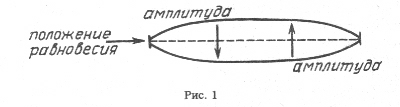 амплитуда
положение
равновесия
амплитуда
Рис. 1